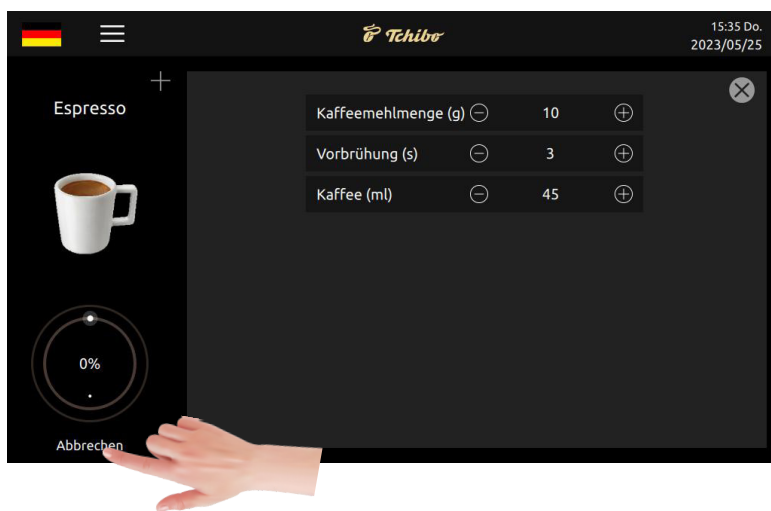 Tchibo
15:35 Do.
2023/05/25
Espresso
Kaffeemehlmenge (g) 10
Vorbrühung (s) 3
Kaffee (ml) 45
0%
Abbrechen